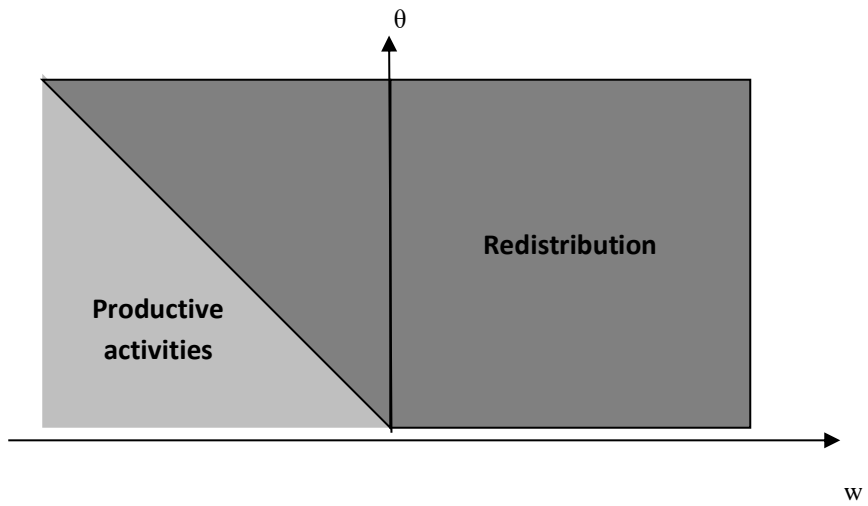 θ
Redistribution
Productive
activities
w